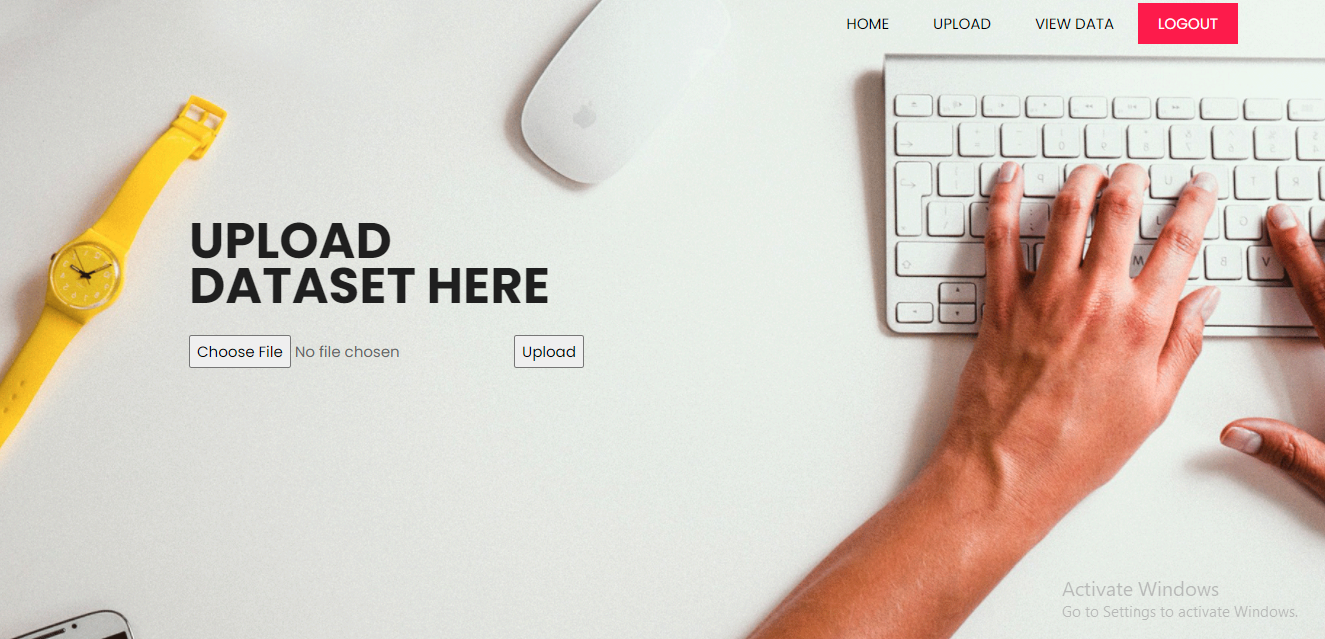 HOME UPLOAD VIEW DATA LOGOUT
UPLOAD
DATASET HERE
Choose File No file chosen Upload
Activate Windows
Go to Settings to activate Windows.